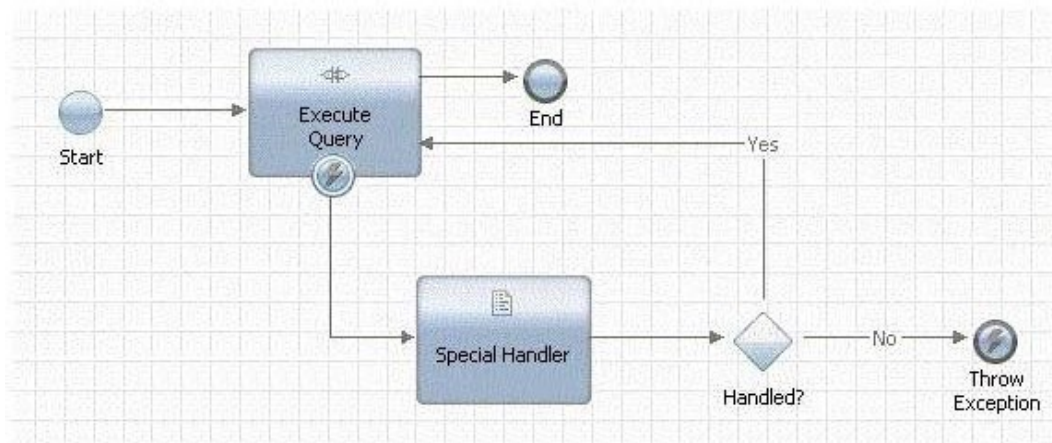 Start
Execute
Query
End
Yes
Special Handler
Handled?
No
Throw
Exception